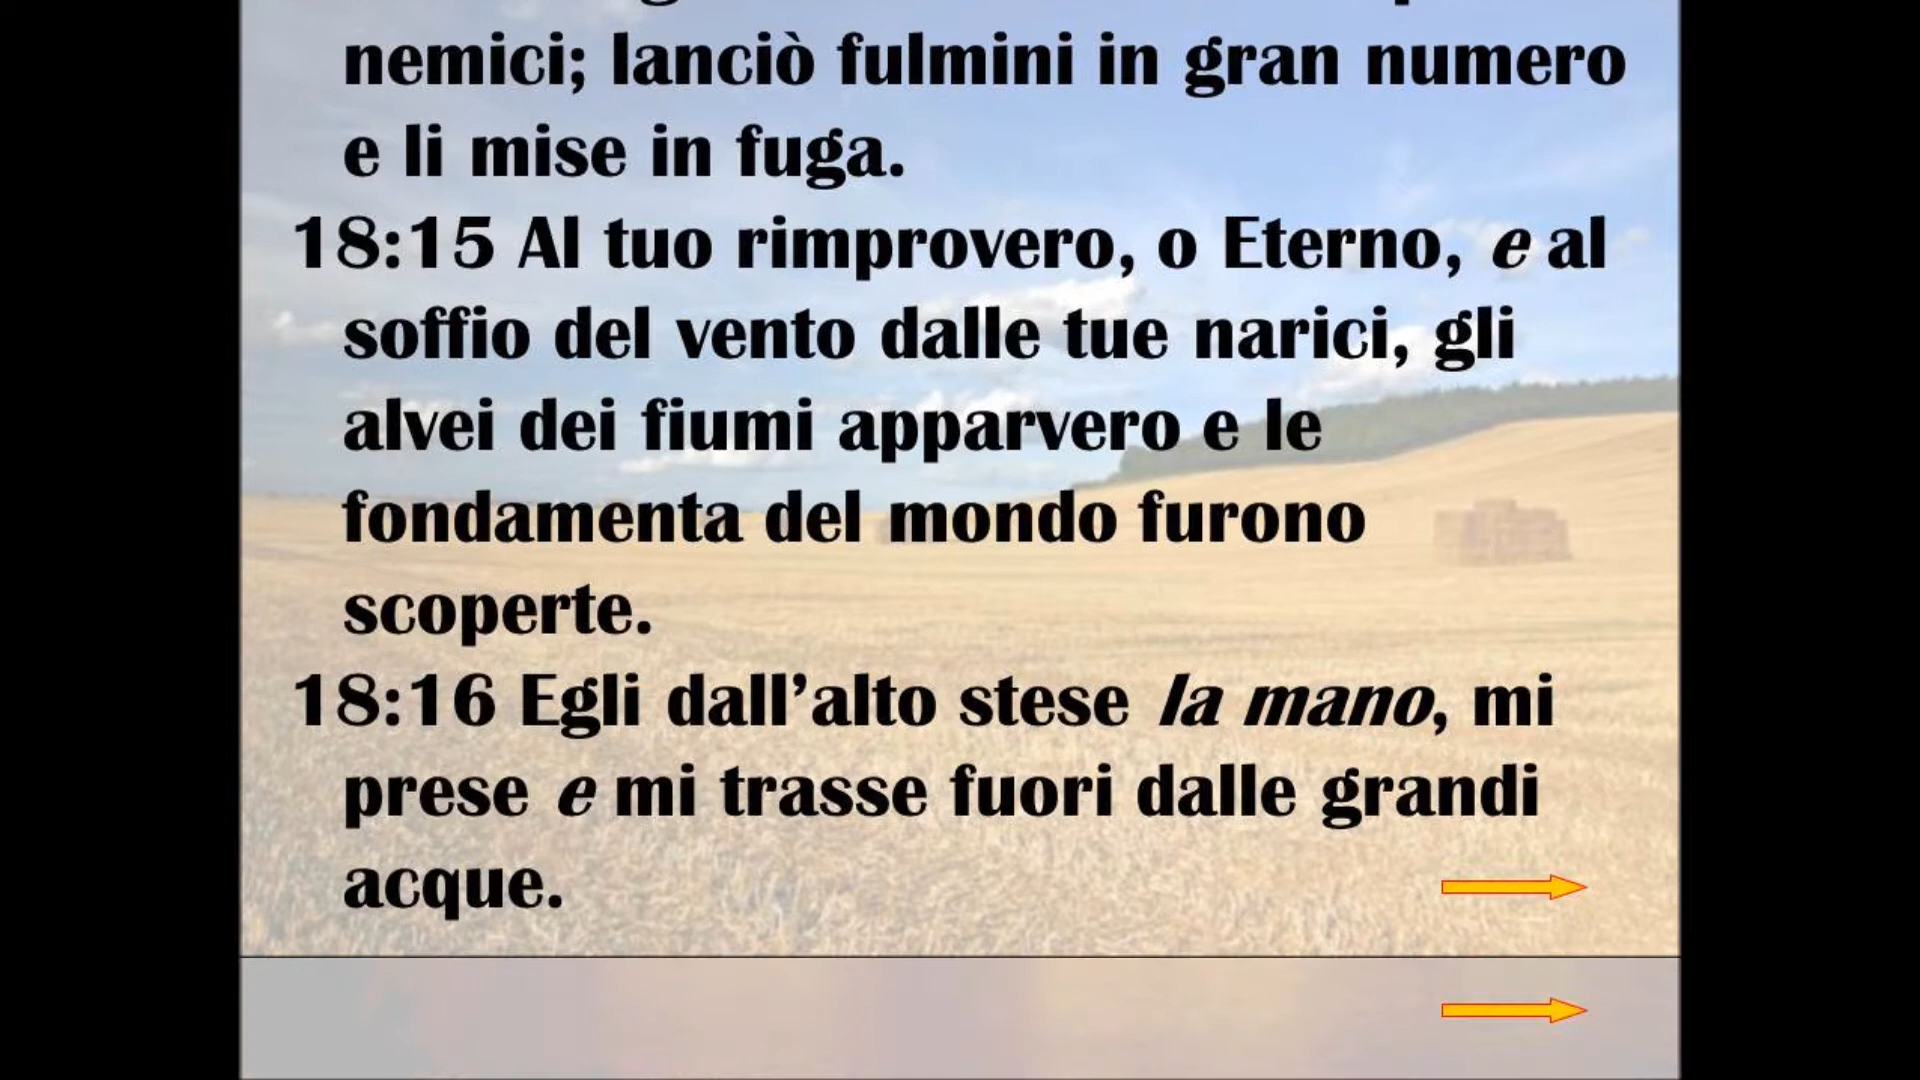 nemici; lanciò fulmini in gran numero
e li mise in fuga.
18:15 Al tuo rimprovero, o Eterno, e al
soffio del vento dalle tue narici, gli
alvei dei fiumi apparvero e le
fondamenta del mondo furono
scoperte.
18:16 Egli dall’alto stese la mano, mi
prese e mi trasse fuori dalle grandi
acque.